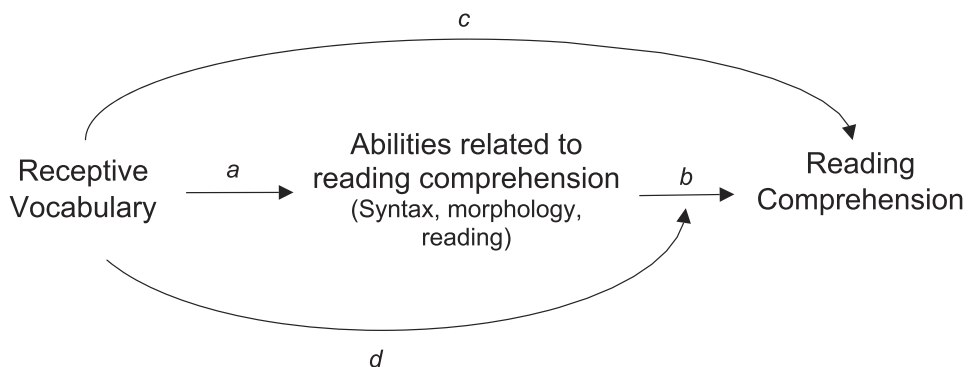 c
Receptive
Vocabulary
a
Abilities related to
reading comprehension
(Syntax, morphology,
reading)
b
Reading
Comprehension
d